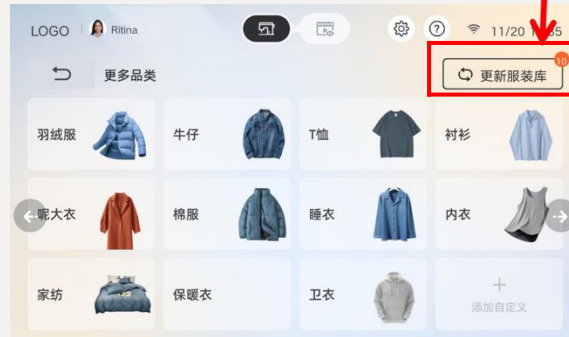 LOGO Ritina 11/20
更多品类 更新服装库 10
羽绒服 牛仔 T恤 衬衫
呢大衣 棉服 睡衣 内衣
家纺 保暖衣 卫衣 添加自定义